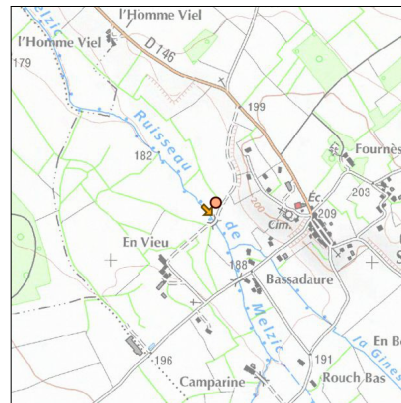 l'Homme Viel
Melzic
l'Homme Viel
D 146
179
199
Ruisseau
182
Fournès
Éc.
203
200
209
Cim.
de
En Vieu
188
Bassadaure
Melzic
la Gines
En B
196
191
Camparine
Rouch Bas